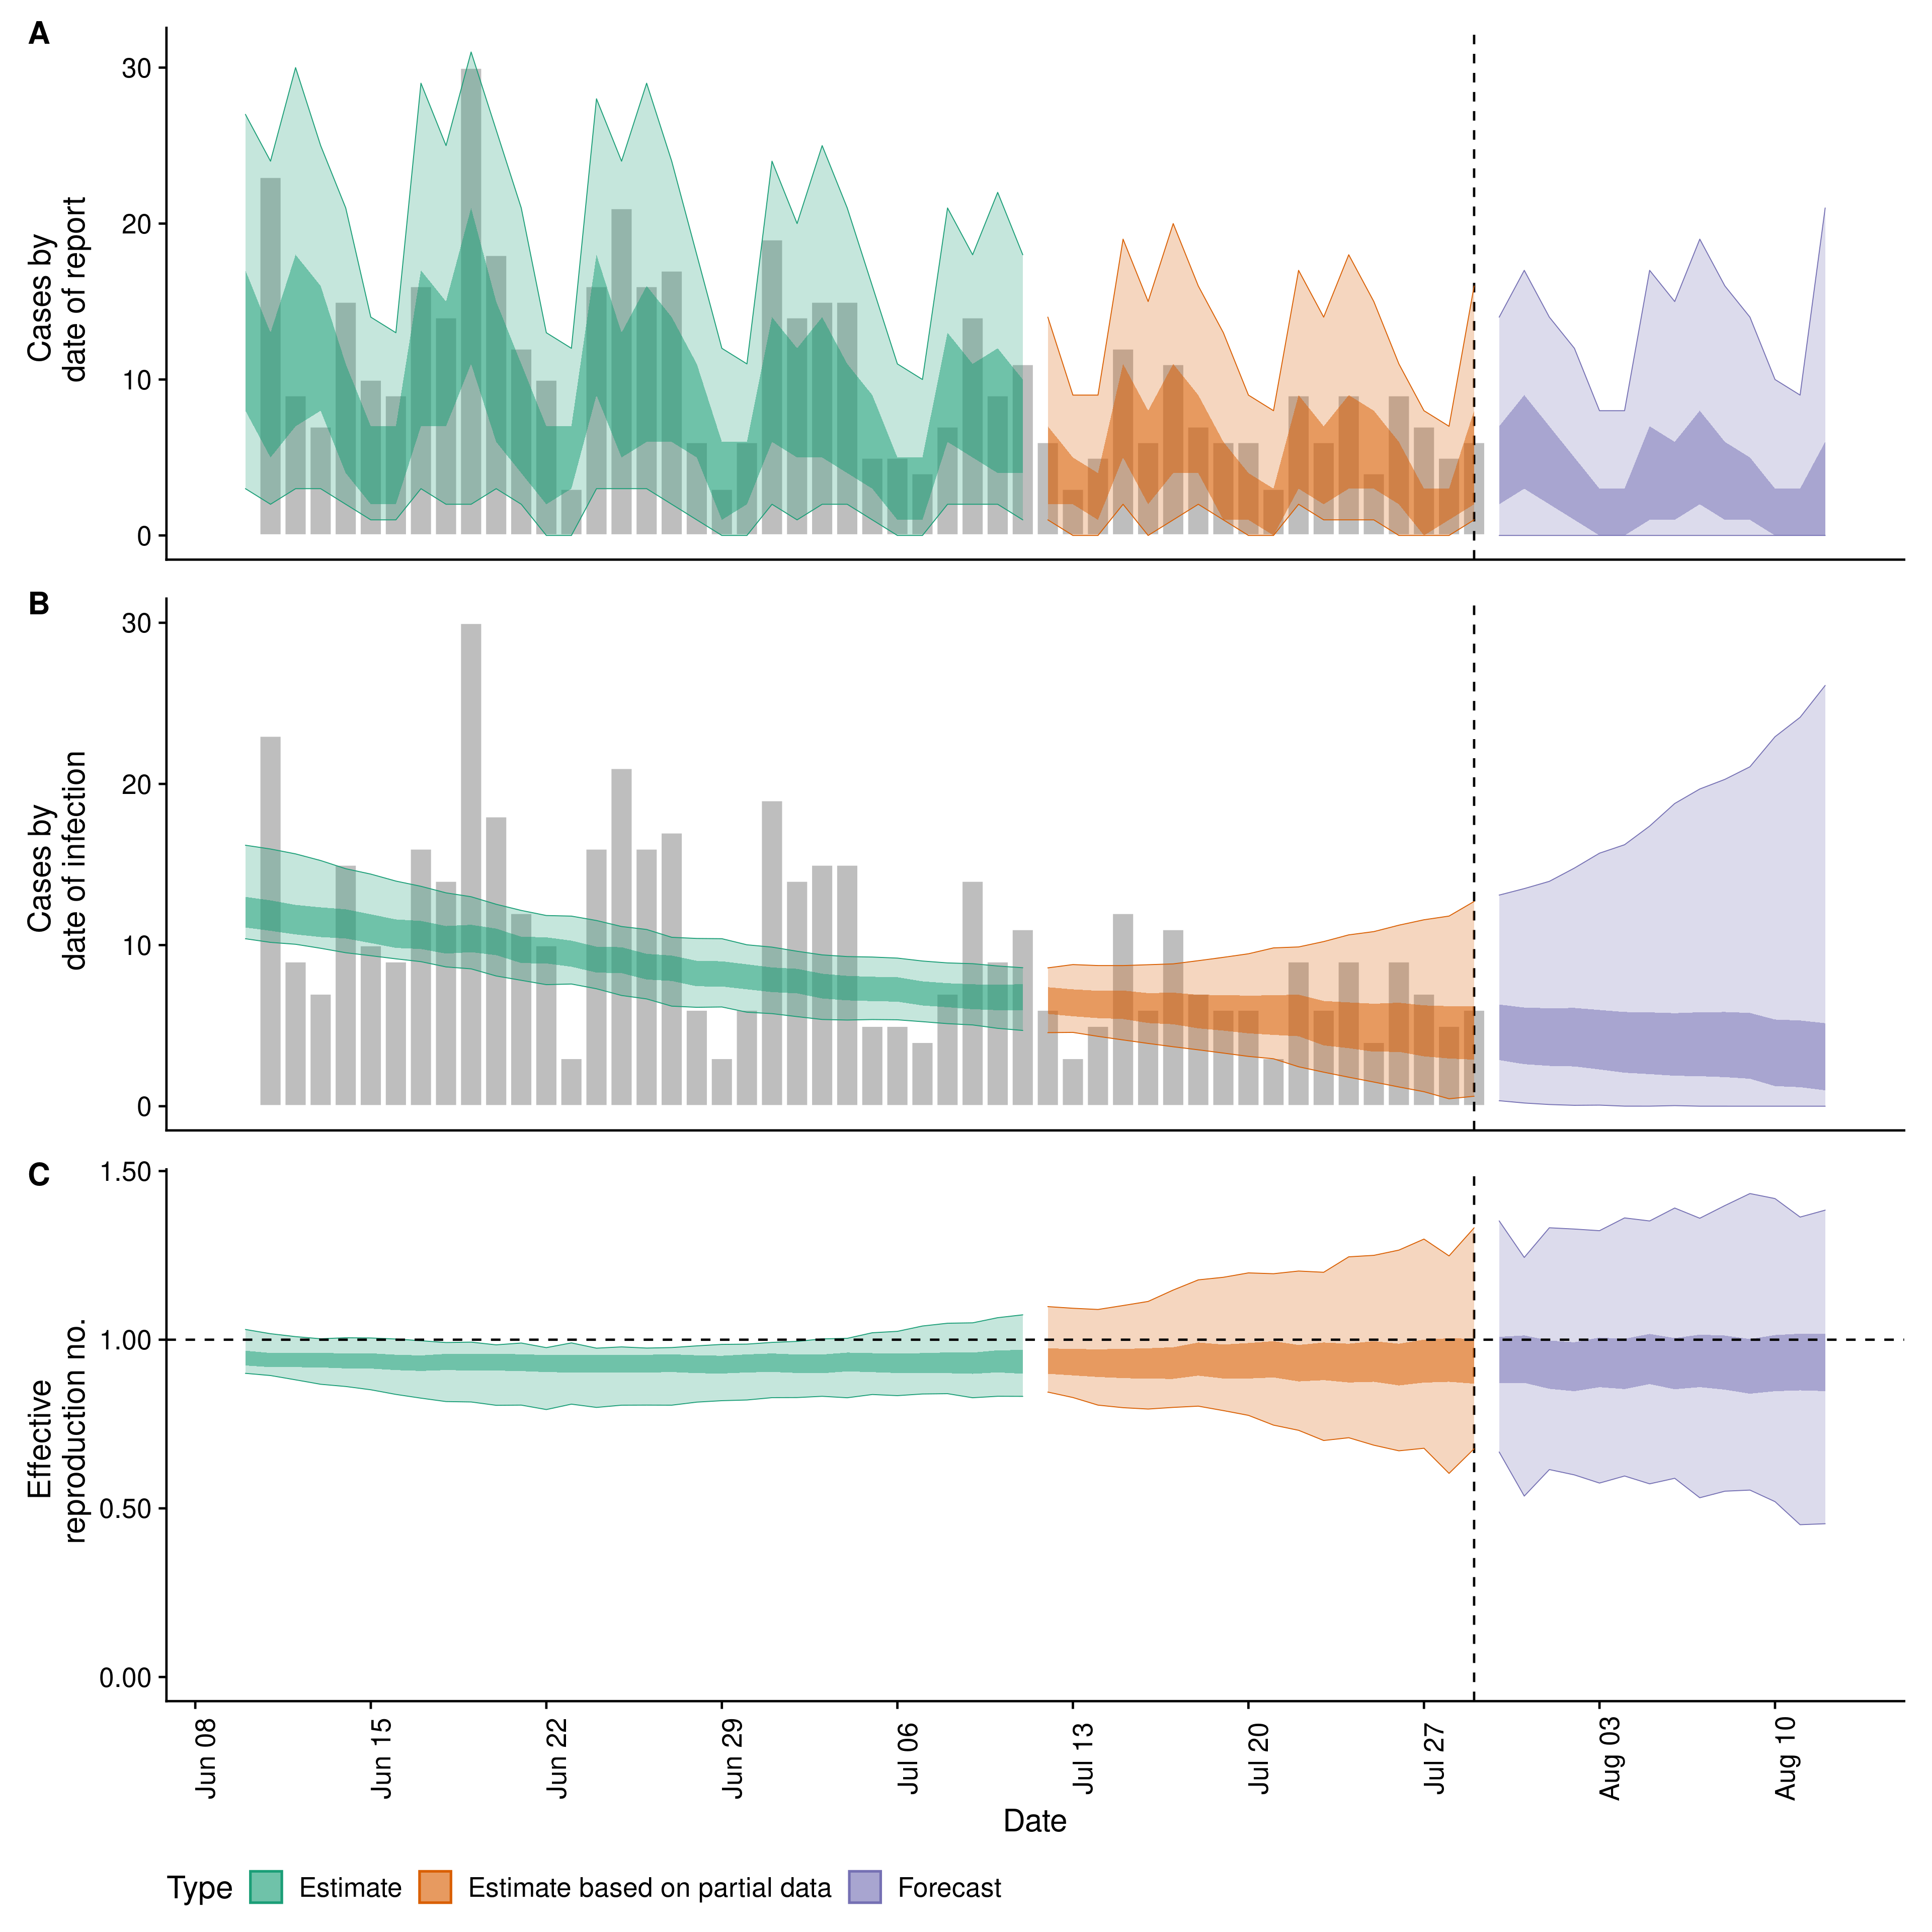 A
Cases by
date of report
30
20
10
0
B
Cases by
date of infection
30
20
10
0
C
Effective
reproduction no.
1.50
1.00
0.50
0.00
Jun 08
Jun 15
Jun 22
Jun 29
Jul 06
Jul 13
Jul 20
Jul 27
Aug 03
Aug 10
Date
Type Estimate Estimate based on partial data Forecast